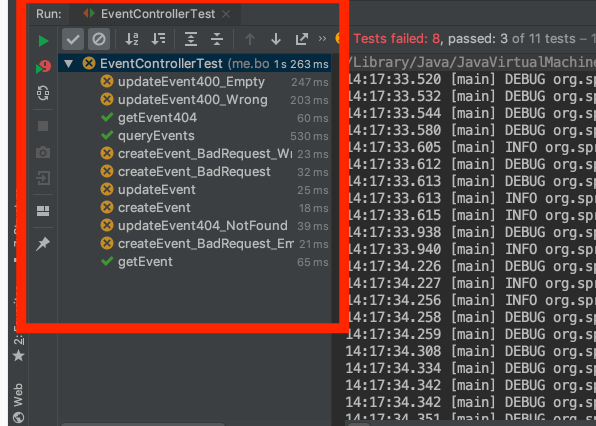 Run: EventControllerTest ×
»
Tests failed: 8, passed: 3 of 11 tests – 1
EventControllerTest (me.bo 1 s 263 ms
/Library/Java/JavaVirtualMachine
updateEvent400_Empty 247 ms
14:17:33.520 [main] DEBUG org.sp
updateEvent400_Wrong 203 ms
14:17:33.532 [main] DEBUG org.sp
getEvent404 60 ms
14:17:33.544 [main] DEBUG org.sp
queryEvents 530 ms
14:17:33.580 [main] DEBUG org.sp
createEvent_BadRequest_Wr 23 ms
14:17:33.605 [main] INFO org.spr
createEvent_BadRequest 32 ms
14:17:33.612 [main] DEBUG org.sp
updateEvent 25 ms
14:17:33.613 [main] DEBUG org.sp
createEvent 18 ms
14:17:33.613 [main] INFO org.spr
updateEvent404_NotFound 39 ms
14:17:33.615 [main] INFO org.spr
createEvent_BadRequest_Em 21 ms
14:17:33.938 [main] DEBUG org.sp
getEvent 65 ms
14:17:33.940 [main] INFO org.spr
14:17:34.226 [main] DEBUG org.sp
14:17:34.227 [main] INFO org.spr
14:17:34.256 [main] INFO org.spr
14:17:34.258 [main] DEBUG org.sp
14:17:34.259 [main] DEBUG org.sp
14:17:34.308 [main] DEBUG org.sp
14:17:34.334 [main] DEBUG org.sp
14:17:34.342 [main] DEBUG org.sp
14:17:34.342 [main] DEBUG org.sp
14:17:34.351 [main] DEBUG org.sp
2:
Web